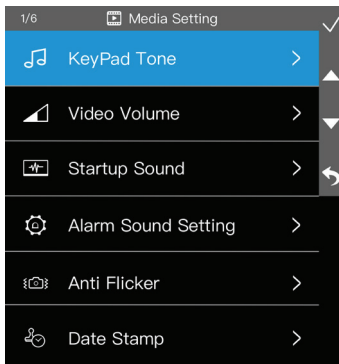 1/6 Media Setting
KeyPad Tone
Video Volume
Startup Sound
Alarm Sound Setting
Anti Flicker
Date Stamp